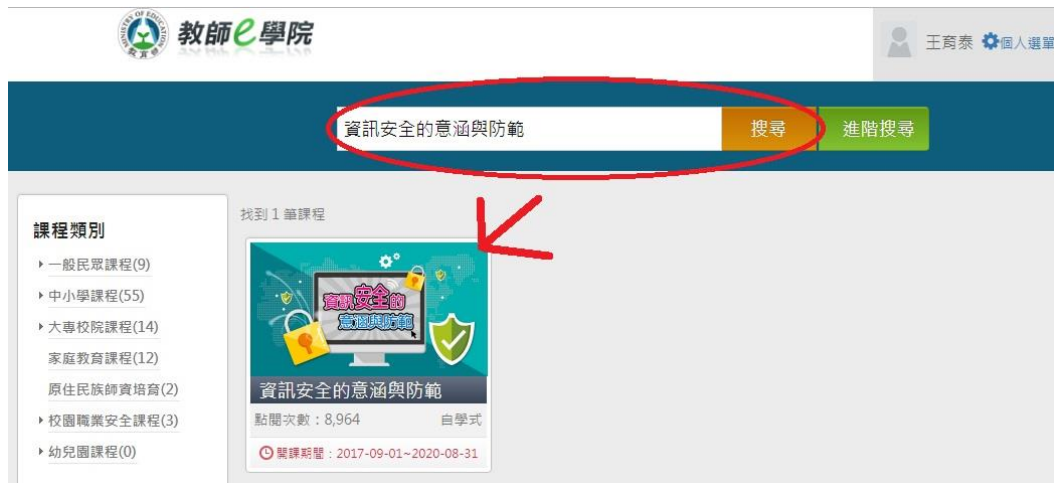 MINISTRY OF EDUCATION
教育部
教師e學院
王育泰 個人選單
資訊安全的意涵與防範 搜尋 進階搜尋
課程類別
一般民眾課程(9)
中小學課程(55)
大專校院課程(14)
家庭教育課程(12)
原住民族師資培育(2)
校園職業安全課程(3)
幼兒園課程(0)
找到 1 筆課程
資訊安全的
意涵與防範
資訊安全的意涵與防範
點閱次數：8,964 自學式
開課期間：2017-09-01~2020-08-31